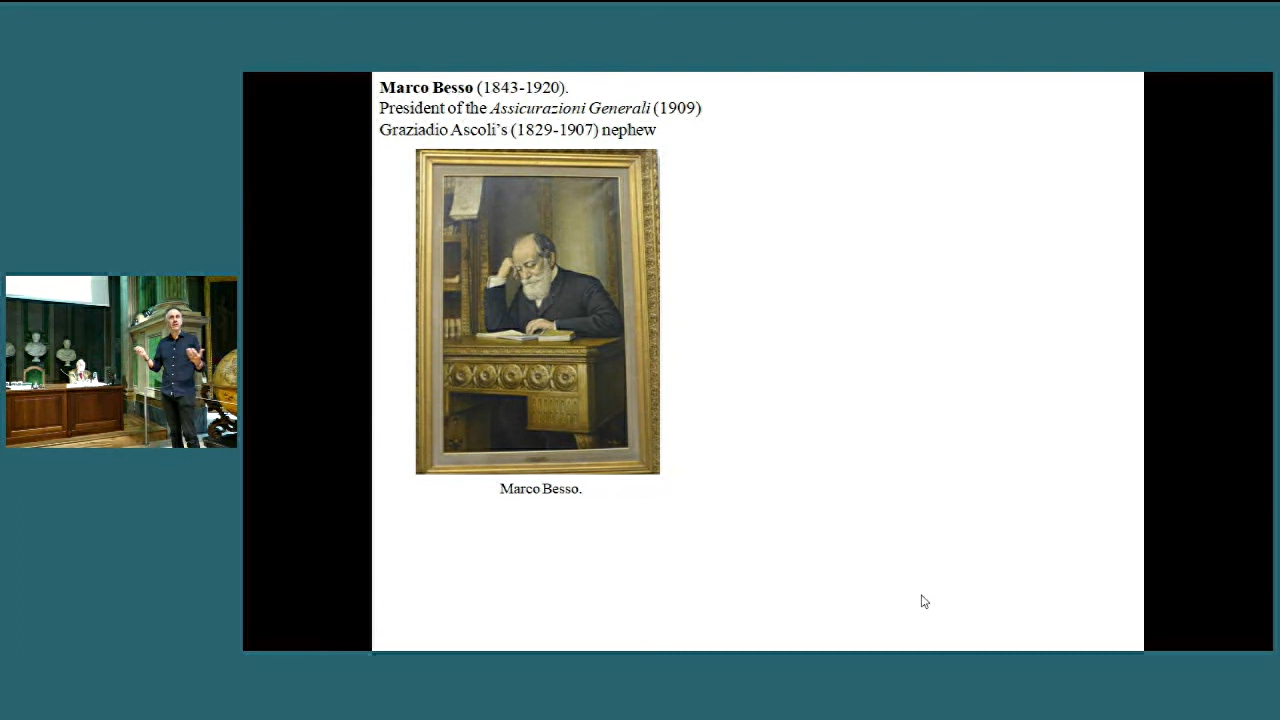 Marco Besso (1843-1920).
President of the Assicurazioni Generali (1909)
Graziadio Ascoli's (1829-1907) nephew
Marco Besso.